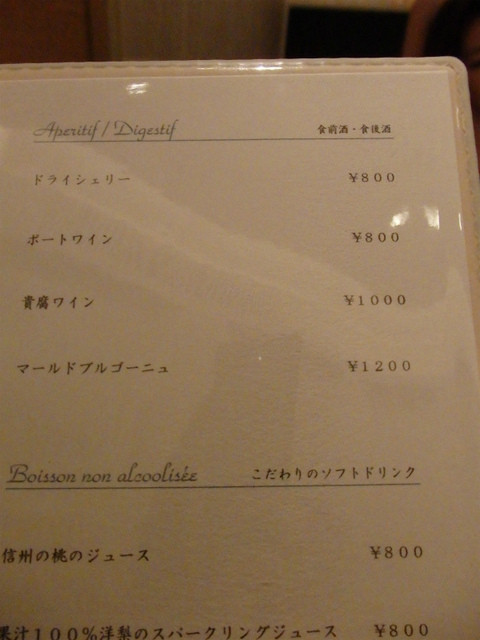 Aperitif / Digestif 食前酒・食後酒
ドライシェリー ¥800
ポートワイン ¥800
貴腐ワイン ¥1000
マールドブルゴーニュ ¥1200
Boisson non alcoolisée こだわりのソフトドリンク
信州の桃のジュース ¥800
果汁100%洋梨のスパークリングジュース ¥800